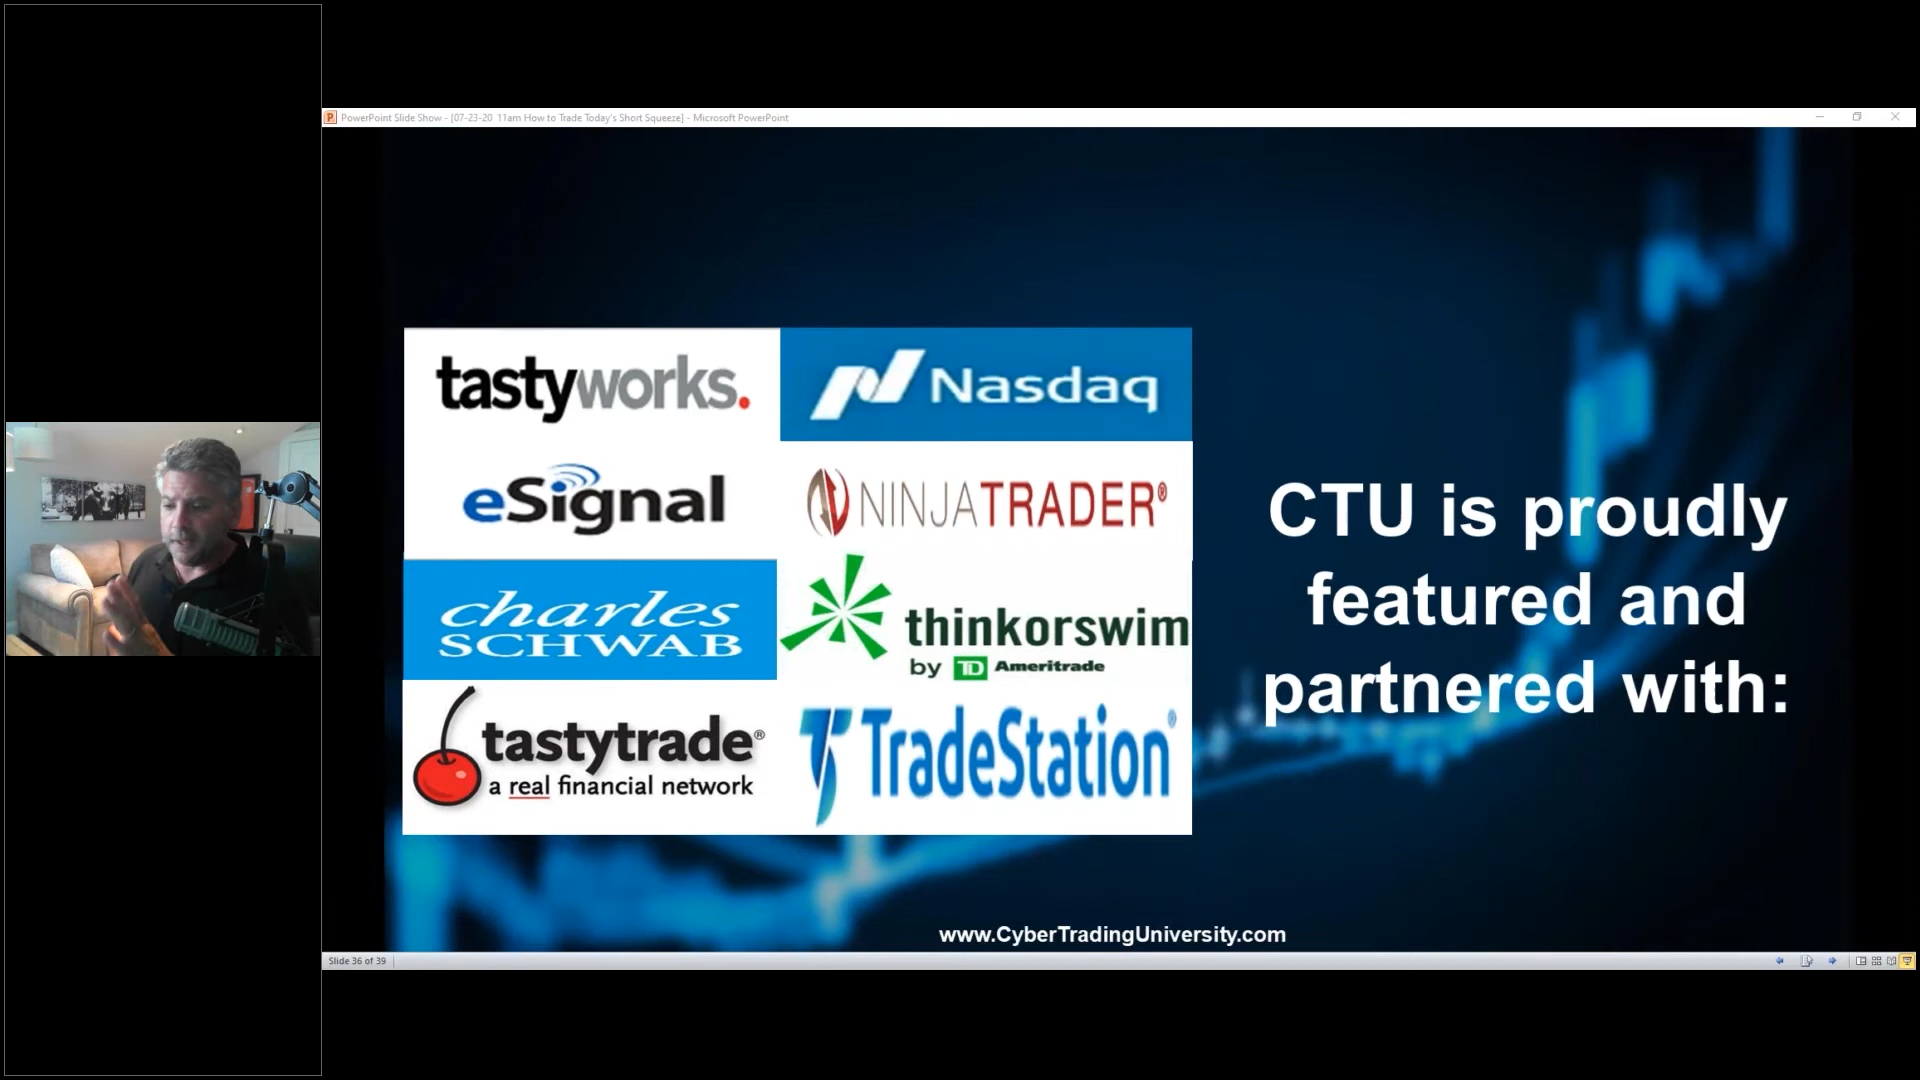 PowerPoint Slide Show - [07-23-20 11am How to Trade Today's Short Squeeze] - Microsoft PowerPoint
tastyworks.
Nasdaq
eSignal
NINJATRADER®
charles
SCHWAB
thinkorswim
by TD Ameritrade
tastytrade®
a real financial network
TradeStation®
CTU is proudly
featured and
partnered with:
www.CyberTradingUniversity.com
Slide 36 of 39